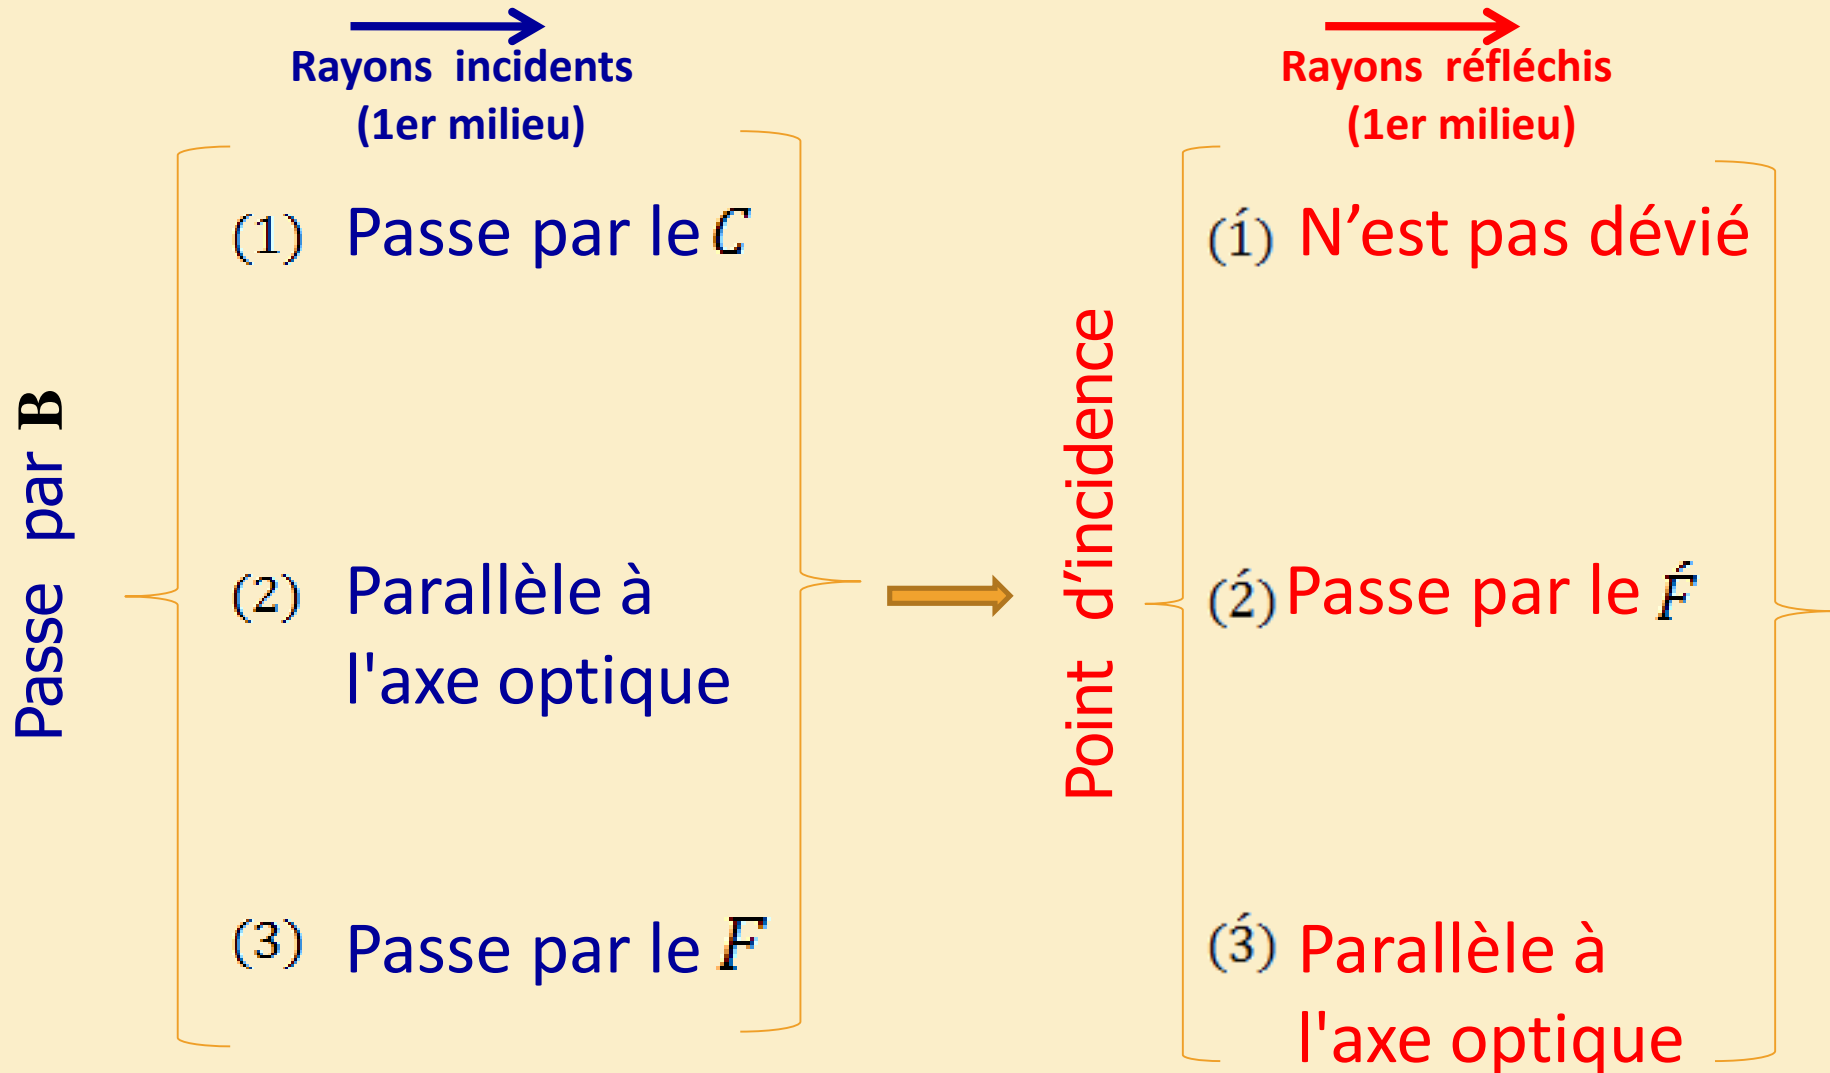 Rayons incidents
(1er milieu)
Passe par B
(1) Passe par le C
(2) Parallèle à
l'axe optique
(3) Passe par le F
Rayons réfléchis
(1er milieu)
Point d’incidence
(1́) N’est pas dévié
(2́) Passe par le F́
(3́) Parallèle à
l'axe optique